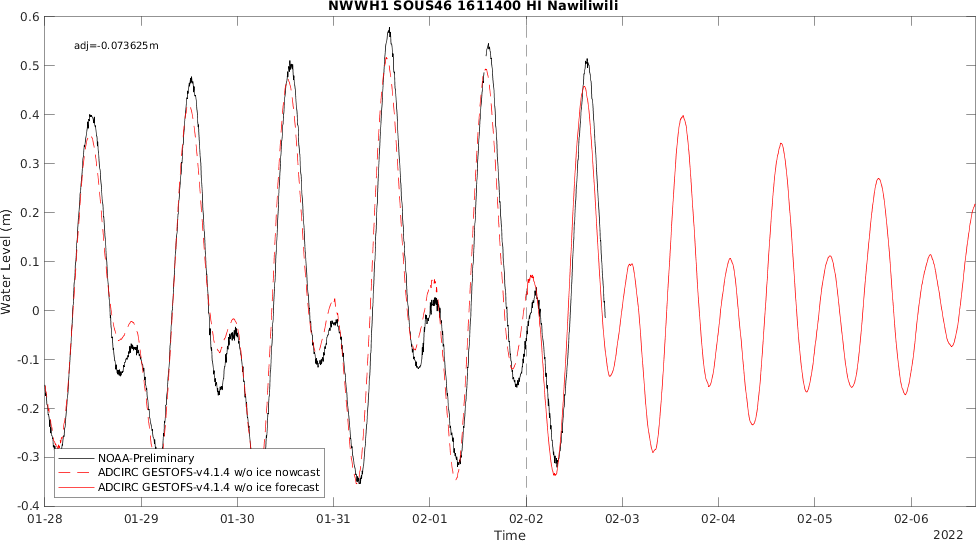 NWWH1 SOUS46 1611400 HI Nawiliwili
adj=-0.073625m
0.6
0.5
0.4
0.3
0.2
0.1
0
-0.1
-0.2
-0.3
-0.4
Water Level (m)
NOAA-Preliminary
ADCIRC GESTOFS-v4.1.4 w/o ice nowcast
ADCIRC GESTOFS-v4.1.4 w/o ice forecast
01-28 01-29 01-30 01-31 02-01 02-02 02-03 02-04 02-05 02-06
Time
2022